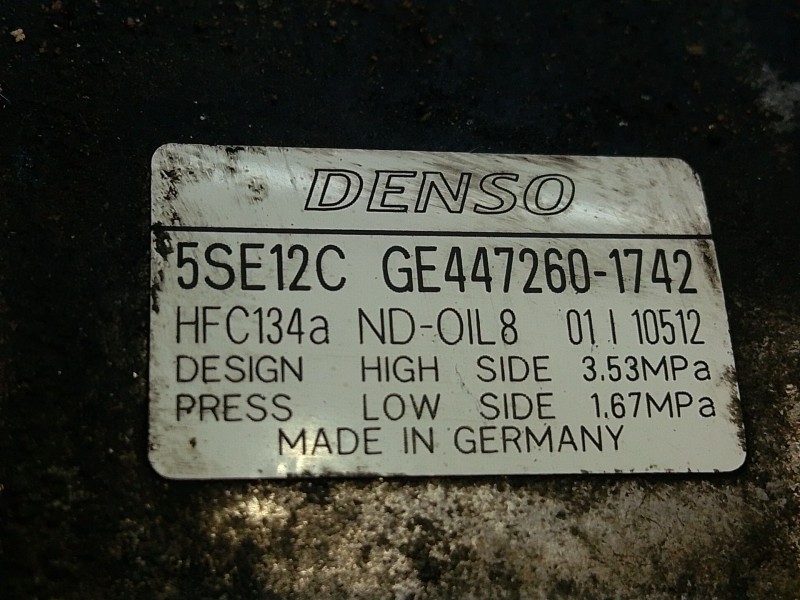 DENSO
5SE12C GE447260-1742
HFC134a ND-OIL8 01 I 10512
DESIGN HIGH SIDE 3.53MPa
PRESS LOW SIDE 1.67MPa
MADE IN GERMANY